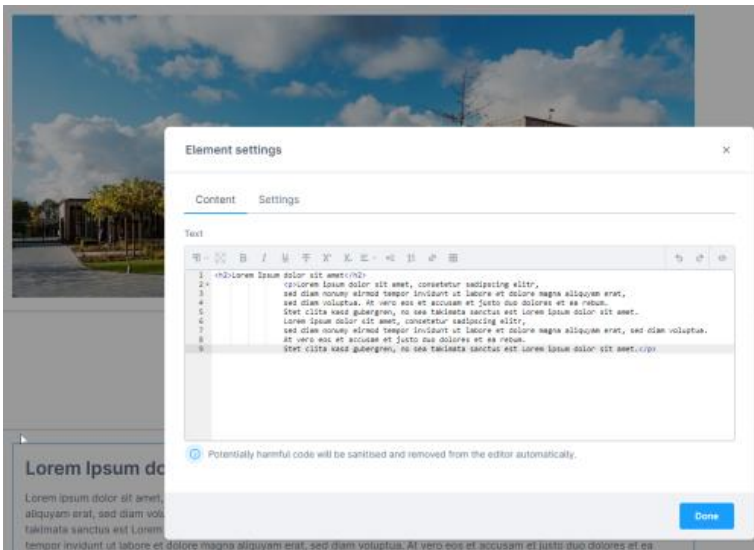 Element settings
Content Settings
Text
1 <h2>Lorem Ipsum dolor sit amet</h2>
2 <p>Lorem ipsum dolor sit amet, consetetur sadipscing elitr,
3 sed diam nonumy eirmod tempor invidunt ut labore et dolore magna aliquyam erat,
4 sed diam voluptua. At vero eos et accusam et justo duo dolores et ea rebum.
5 Stet clita kasd gubergren, no sea takimata sanctus est Lorem ipsum dolor sit amet.
6 Lorem ipsum dolor sit amet, consetetur sadipscing elitr,
7 sed diam nonumy eirmod tempor invidunt ut labore et dolore magna aliquyam erat, sed diam voluptua.
8 At vero eos et accusam et justo duo dolores et ea rebum.
9 Stet clita kasd gubergren, no sea takimata sanctus est Lorem ipsum dolor sit amet.</p>
Potentially harmful code will be sanitised and removed from the editor automatically.
Done
Lorem Ipsum do
Lorem ipsum dolor sit amet,
aliquyam erat, sed diam volu
takimata sanctus est Lorem
tempor invidunt ut labore et dolore magna aliquyam erat, sed diam voluptua. At vero eos et accusam et justo duo dolores et ea